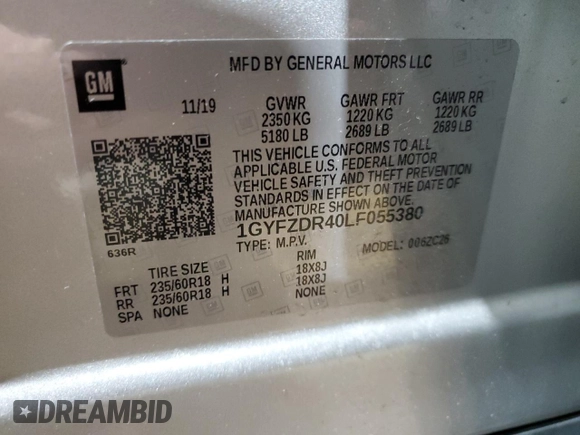 MFD BY GENERAL MOTORS LLC
GM
11/19 GVWR GAWR FRT GAWR RR
2350 KG 1220 KG 1220 KG
5180 LB 2689 LB 2689 LB
THIS VEHICLE CONFORMS TO ALL
APPLICABLE U.S. FEDERAL MOTOR
VEHICLE SAFETY AND THEFT PREVENTION
STANDARDS IN EFFECT ON THE DATE OF
MANUFACTURE SHOWN ABOVE.
1GYFZDR40LF055380
TYPE: M.P.V. MODEL: 0062C26
636R
TIRE SIZE RIM
FRT 235/60R18 H 18X8J
RR 235/60R18 H 18X8J
SPA NONE NONE
DREAMBID